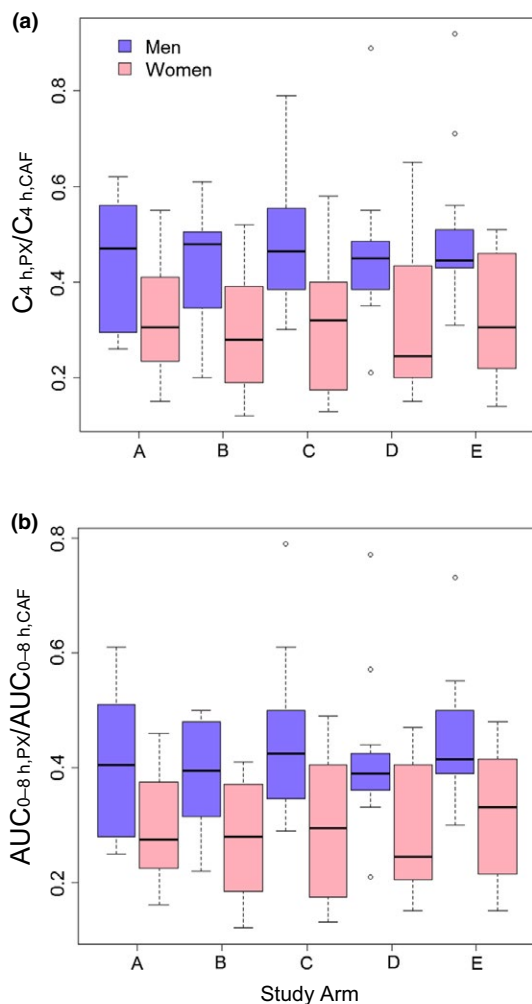 (a)
Men
Women
C4 h,PX/C4 h,CAF
0.8
0.6
0.4
0.2
A B C D E
(b)
AUC0–8 h,PX/AUC0–8 h,CAF
0.8
0.6
0.4
0.2
A B C D E
Study Arm